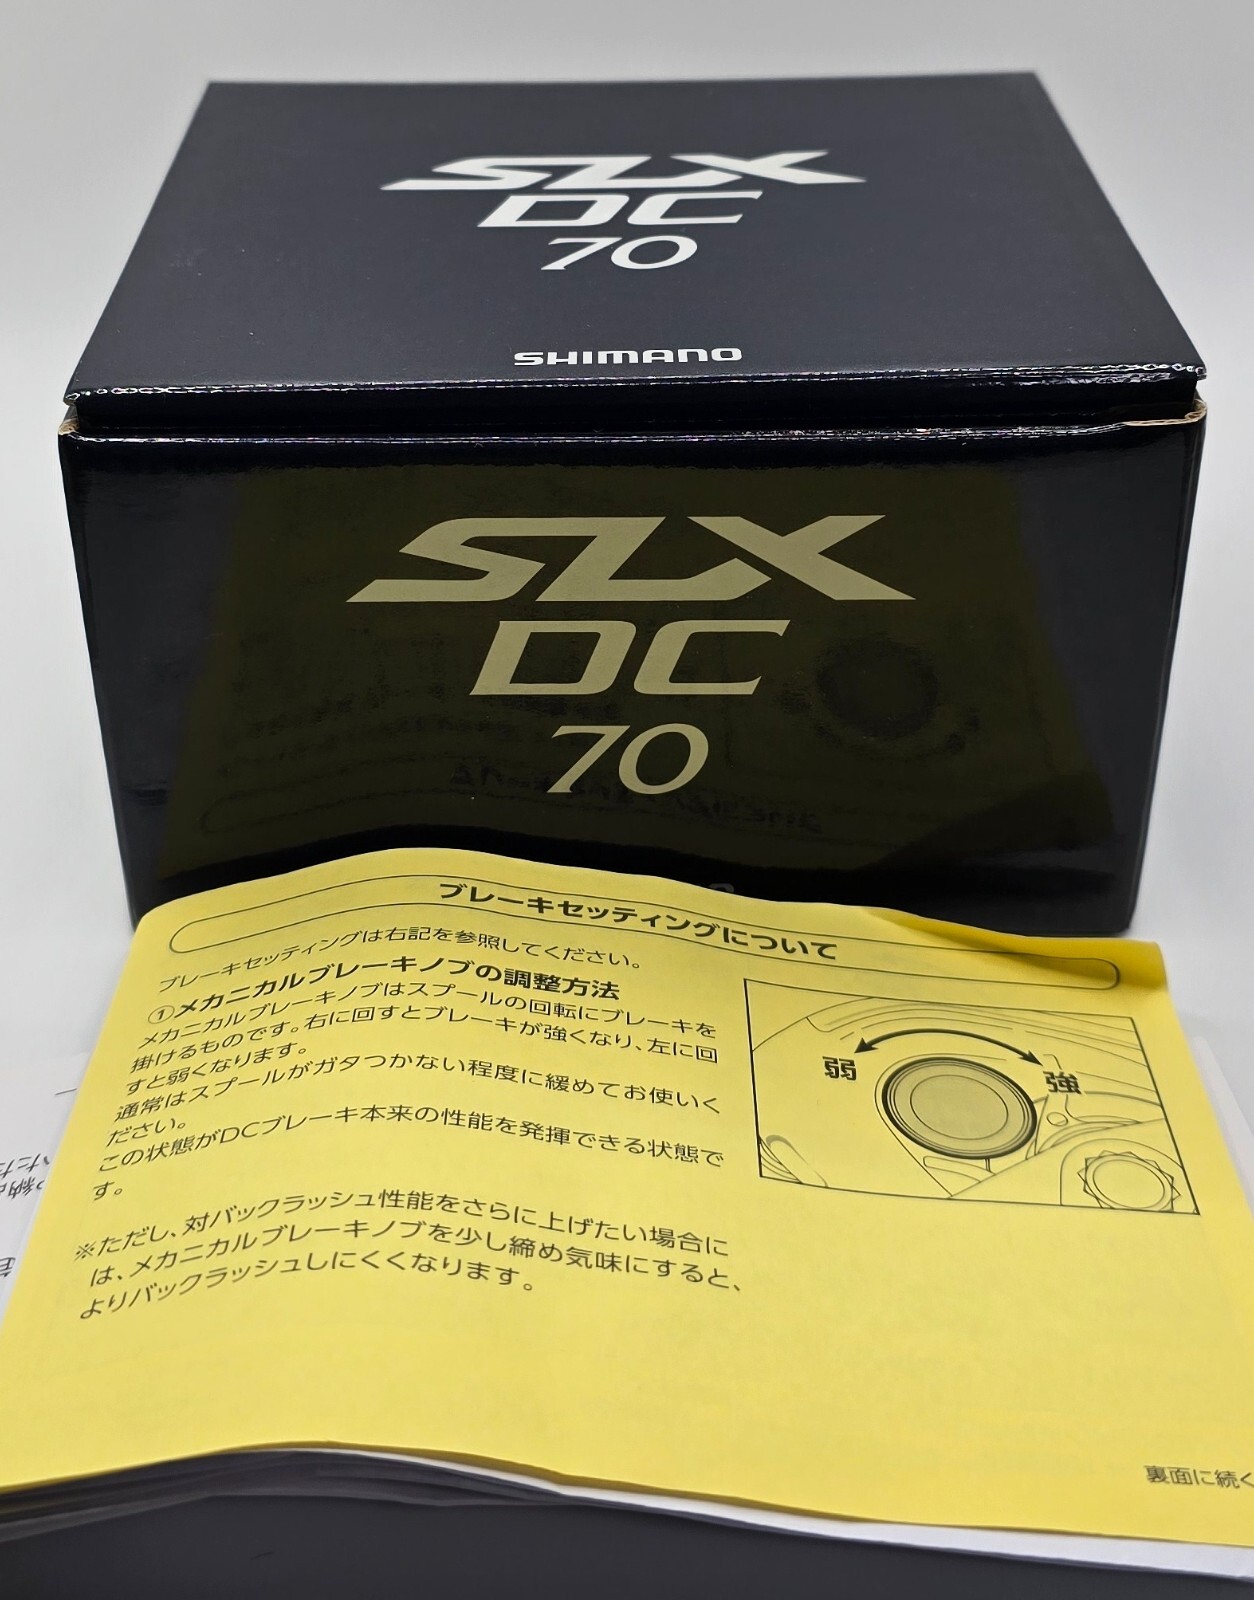 SLX
DC
70
SHIMANO
SLX
DC
70
ブレーキセッティングについて
ブレーキセッティングは右記を参照してください。
①メカニカルブレーキノブの調整方法
メカニカルブレーキノブはスプールの回転にブレーキを
掛けるものです。右に回すとブレーキが強くなり、左に回
すと弱くなります。
通常はスプールがガタつかない程度に緩めてお使いく
ださい。
この状態がDCブレーキ本来の性能を発揮できる状態で
す。
※ただし、対バックラッシュ性能をさらに上げたい場合に
は、メカニカルブレーキノブを少し締め気味にすると、
よりバックラッシュしにくくなります。
弱
強
裏面に続く